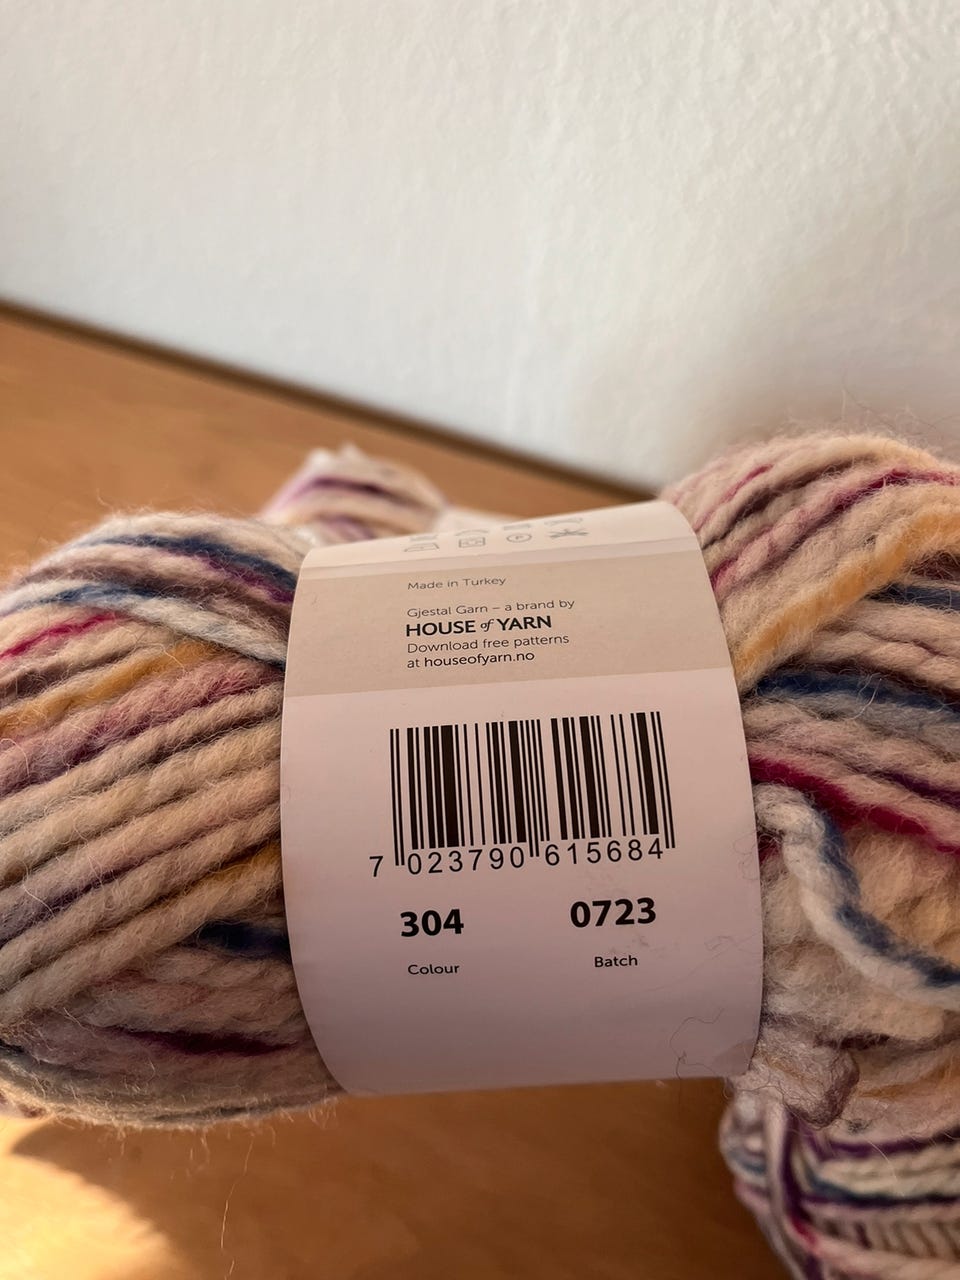 Made in Turkey
Gjestal Garn – a brand by
HOUSE of YARN
Download free patterns
at houseofyarn.no
7 023790 615684
304 0723
Colour Batch